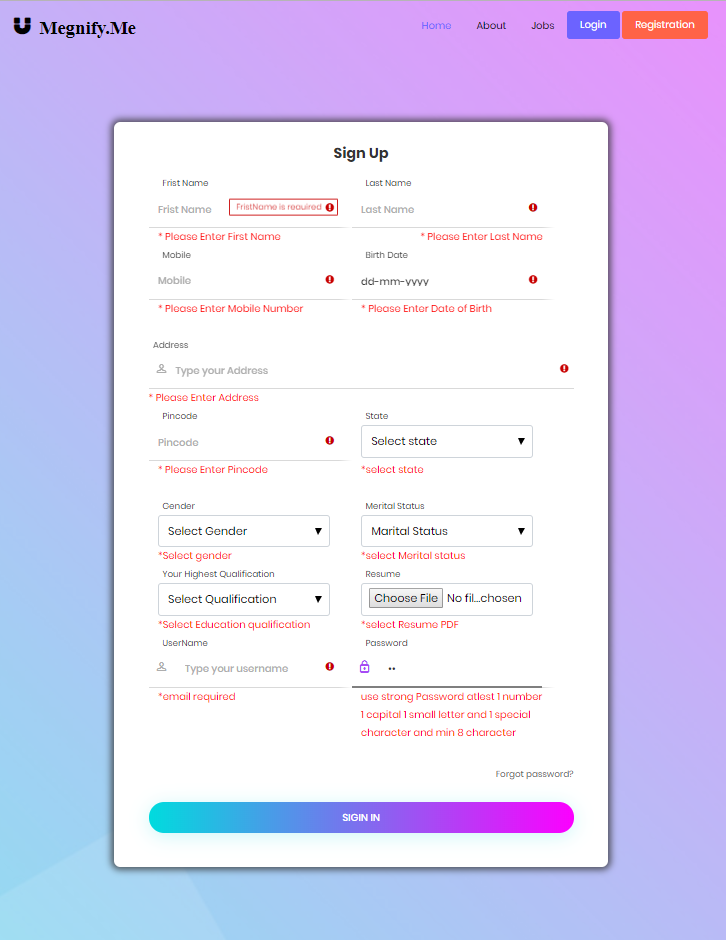 Megnify.Me
Home About Jobs Login Registration
Sign Up
Frist Name Last Name
Frist Name FristName is required Last Name
* Please Enter First Name * Please Enter Last Name
Mobile Birth Date
Mobile dd-mm-yyyy
* Please Enter Mobile Number * Please Enter Date of Birth
Address
Type your Address
* Please Enter Address
Pincode State
Pincode Select state
* Please Enter Pincode *select state
Gender Merital Status
Select Gender Marital Status
*Select gender *select Merital status
Your Highest Qualification Resume
Select Qualification Choose File No fil...chosen
*Select Education qualification *select Resume PDF
UserName Password
Type your username ••
*email required use strong Password atlest 1 number
1 capital 1 small letter and 1 special
character and min 8 character
Forgot password?
SIGIN IN